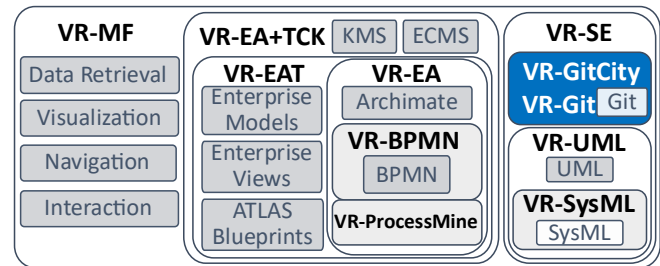 VR-MF
Data Retrieval
Visualization
Navigation
Interaction
VR-EA+TCK
KMS
ECMS
VR-EAT
Enterprise
Models
Enterprise
Views
ATLAS
Blueprints
VR-EA
Archimate
VR-BPMN
BPMN
VR-ProcessMine
VR-SE
VR-GitCity
VR-Git
Git
VR-UML
UML
VR-SysML
SysML